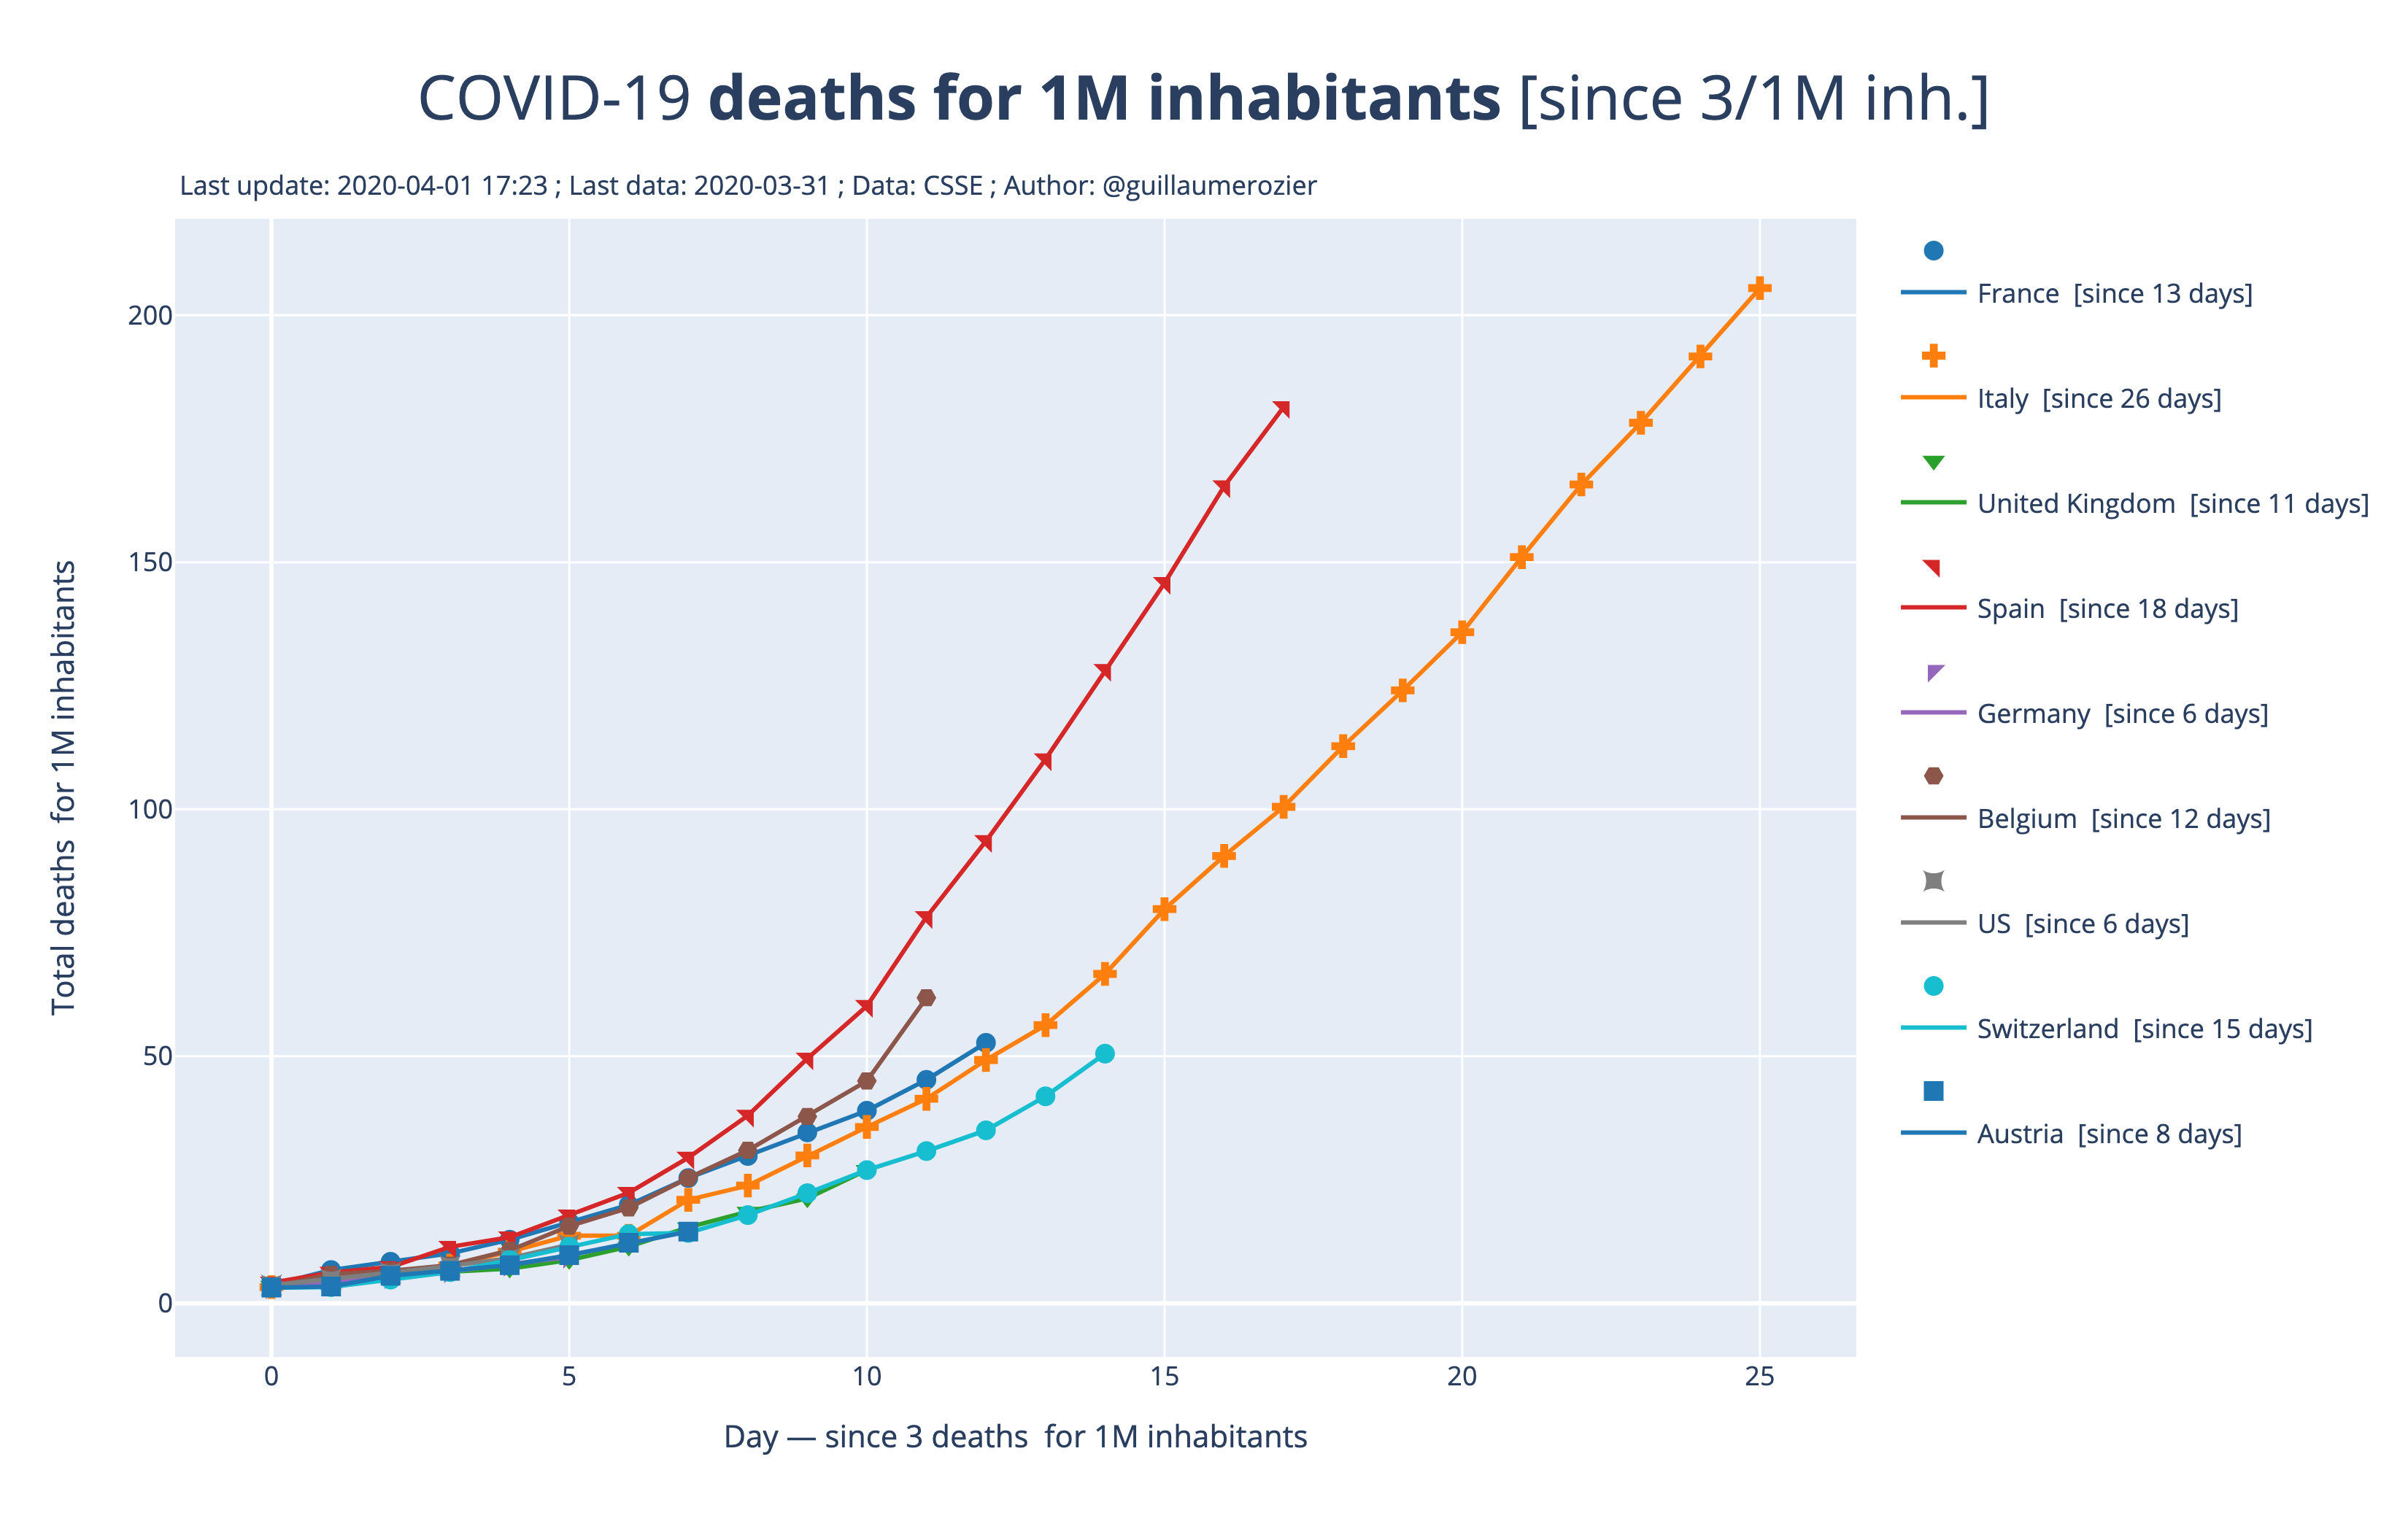 COVID-19 deaths for 1M inhabitants [since 3/1M inh.]
Last update: 2020-04-01 17:23 ; Last data: 2020-03-31 ; Data: CSSE ; Author: @guillaumerozier
Total deaths for 1M inhabitants
200
150
100
50
0
0 5 10 15 20 25
Day — since 3 deaths for 1M inhabitants
France [since 13 days]
Italy [since 26 days]
United Kingdom [since 11 days]
Spain [since 18 days]
Germany [since 6 days]
Belgium [since 12 days]
US [since 6 days]
Switzerland [since 15 days]
Austria [since 8 days]